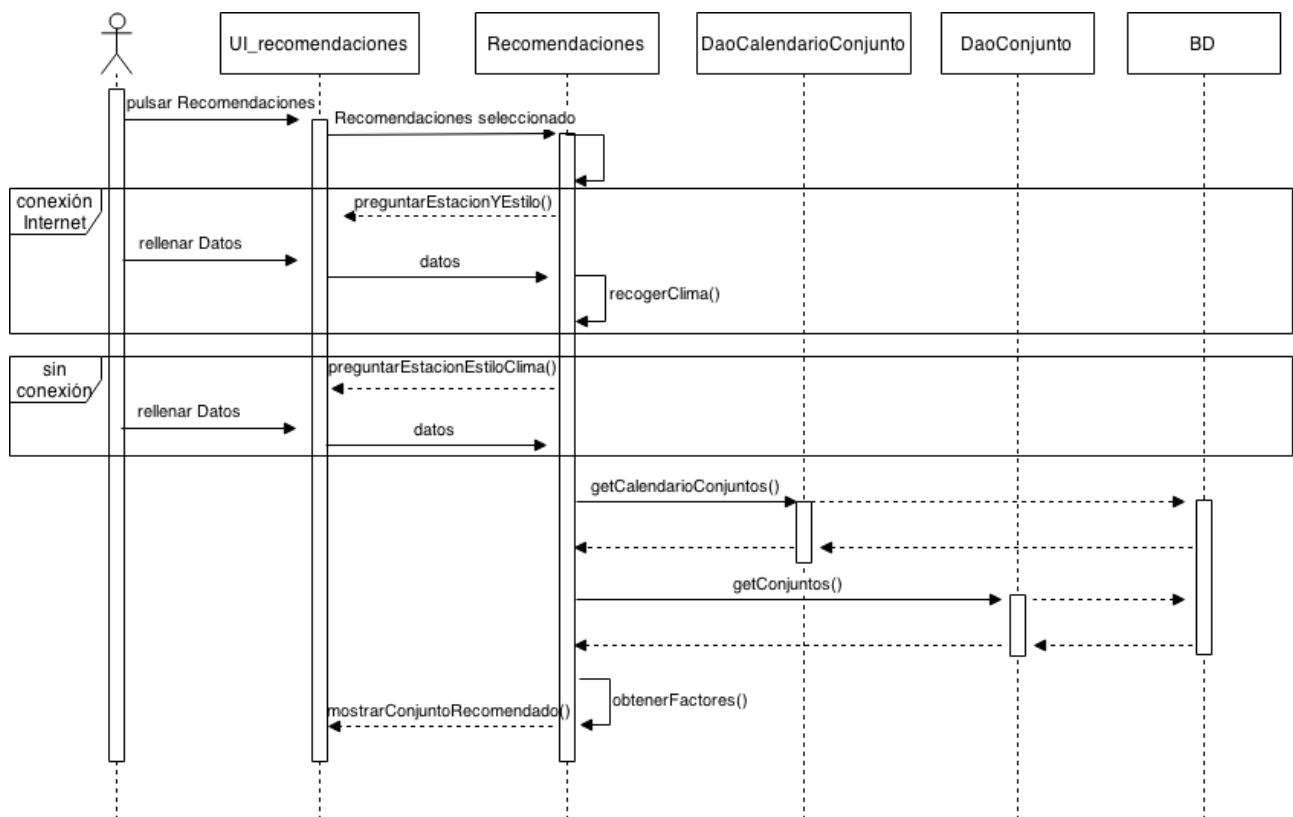 UI_recomendaciones
Recomendaciones
DaoCalendarioConjunto
DaoConjunto
BD
pulsar Recomendaciones
Recomendaciones seleccionado
conexión
Internet
preguntarEstacionYEstilo()
rellenar Datos
datos
recogerClima()
sin
conexión
preguntarEstacionEstiloClima()
rellenar Datos
datos
getCalendarioConjuntos()
getConjuntos()
obtenerFactores()
mostrarConjuntoRecomendado()